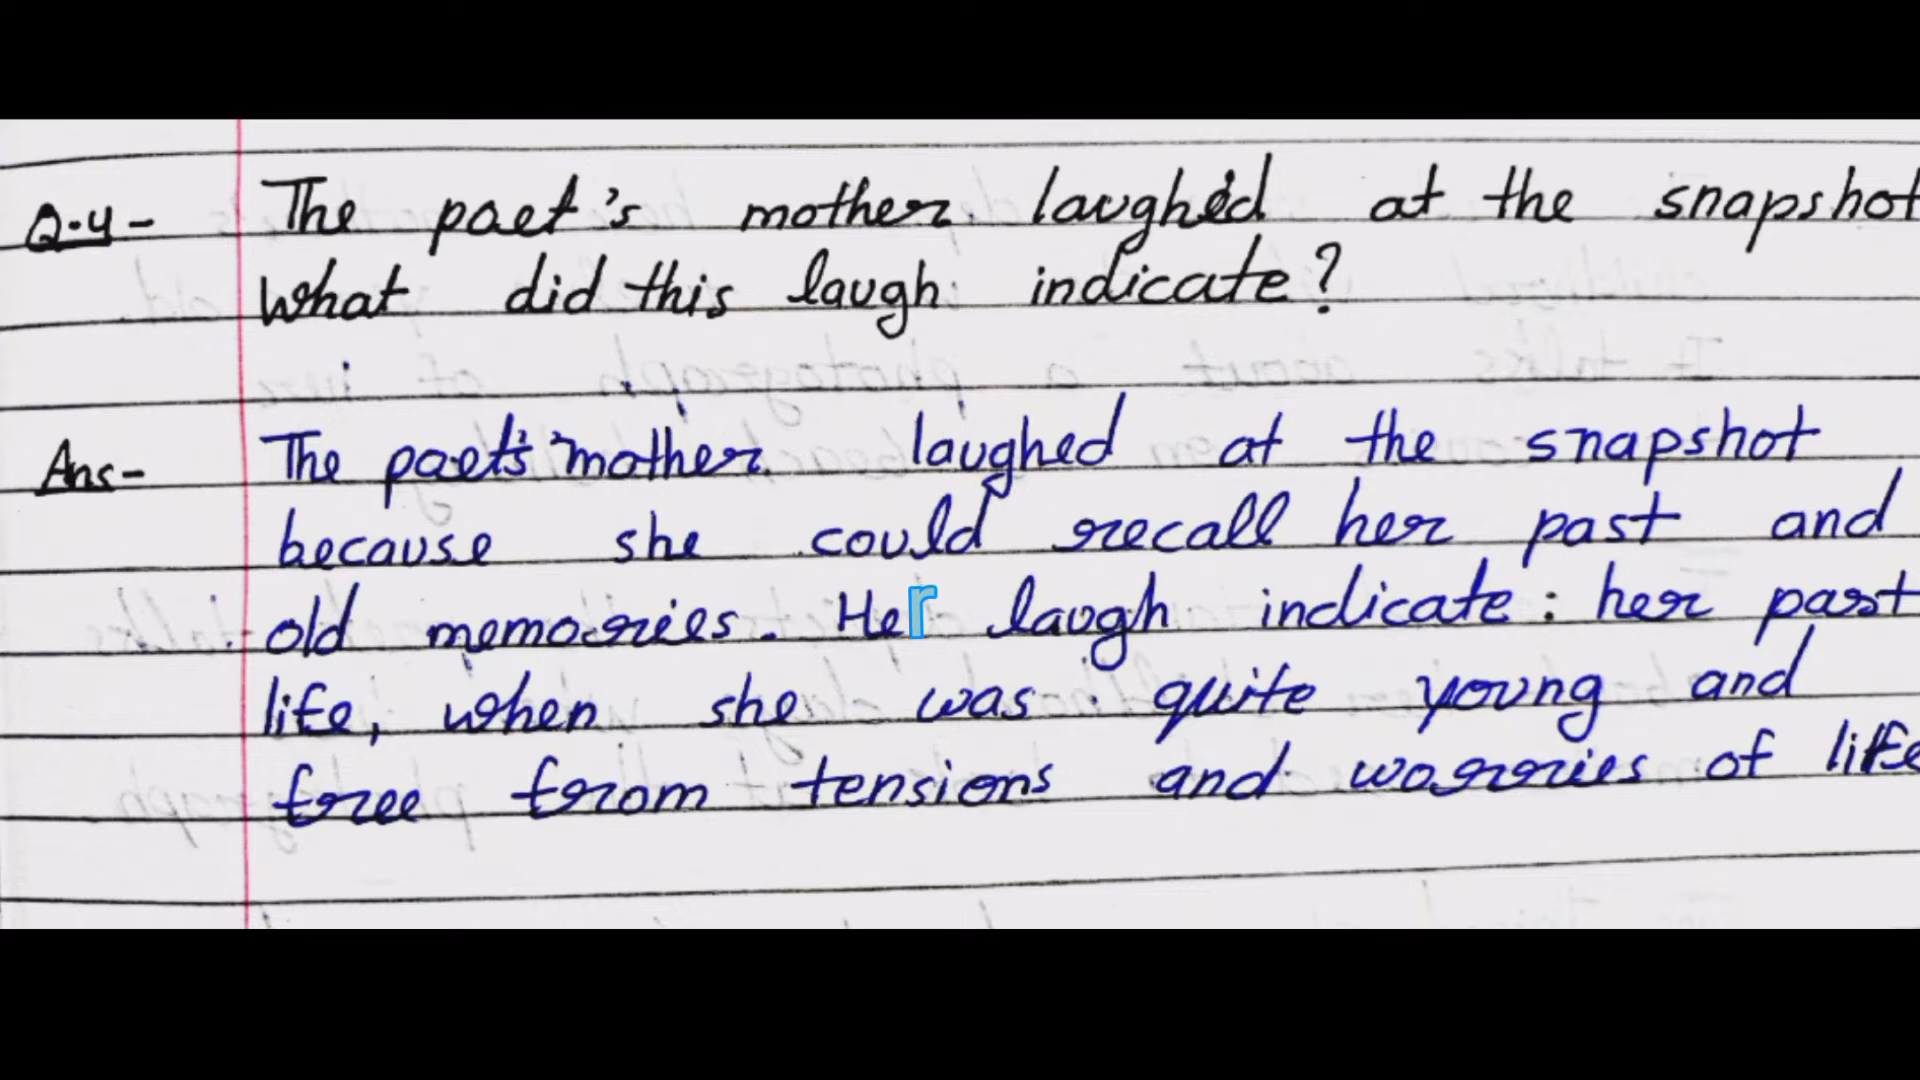 Q.4- The paet's mother laughed at the snapshot
What did this laugh indicate?
Ans- The paet's mother laughed at the snapshot
because she could recall her past and
old memories. Her laugh indicate: her past
life, when she was quite young and
free from tensions and worries of life